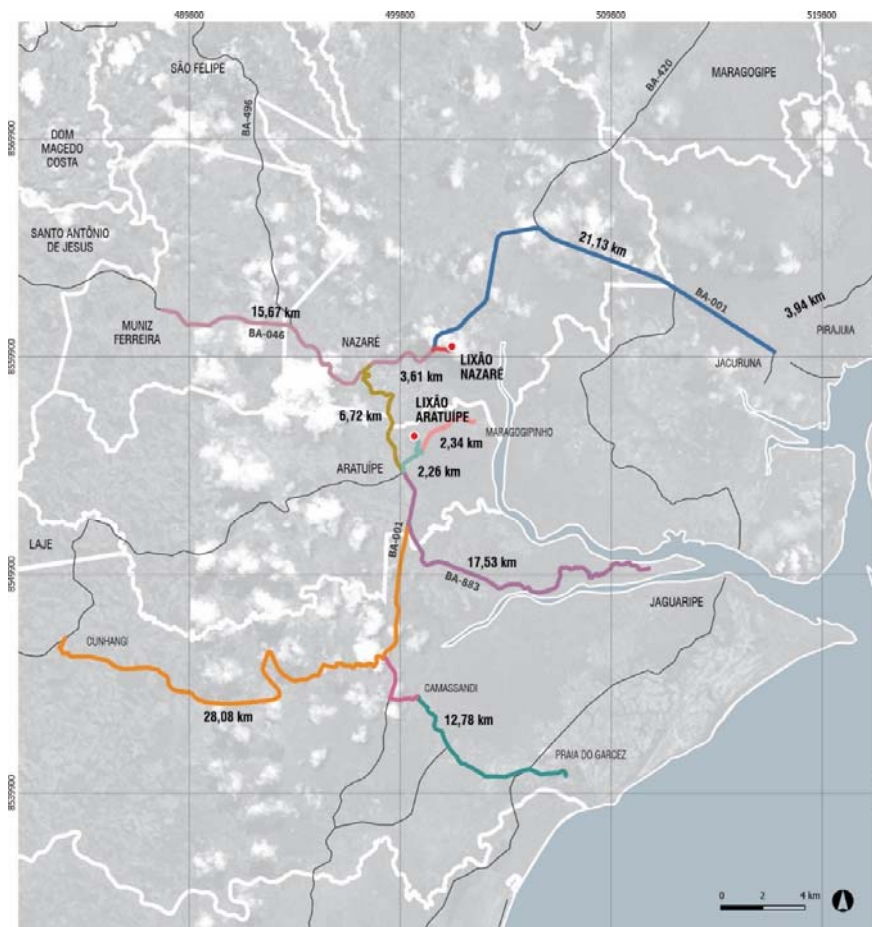 489800
499800
509800
519800
SÃO FELIPE
BA-420
MARAGOGIPE
BA-496
8569900
DOM
MACEDO
COSTA
SANTO ANTÔNIO
DE JESUS
21,13 km
BA-001
3,94 km
15,67 km
MUNIZ
FERREIRA
BA-046
PIRAJUIA
NAZARÉ
8559900
LIXÃO
NAZARÉ
JACURUNA
3,61 km
LIXÃO
ARATUÍPE
6,72 km
MARAGOGIPINHO
2,34 km
ARATUÍPE
2,26 km
BA-001
LAJE
17,53 km
8549900
BA-883
JAGUARIPE
CUNHANGI
CAMASSANDI
28,08 km
12,78 km
PRAIA DO GARCEZ
8539900
0 2 4 km